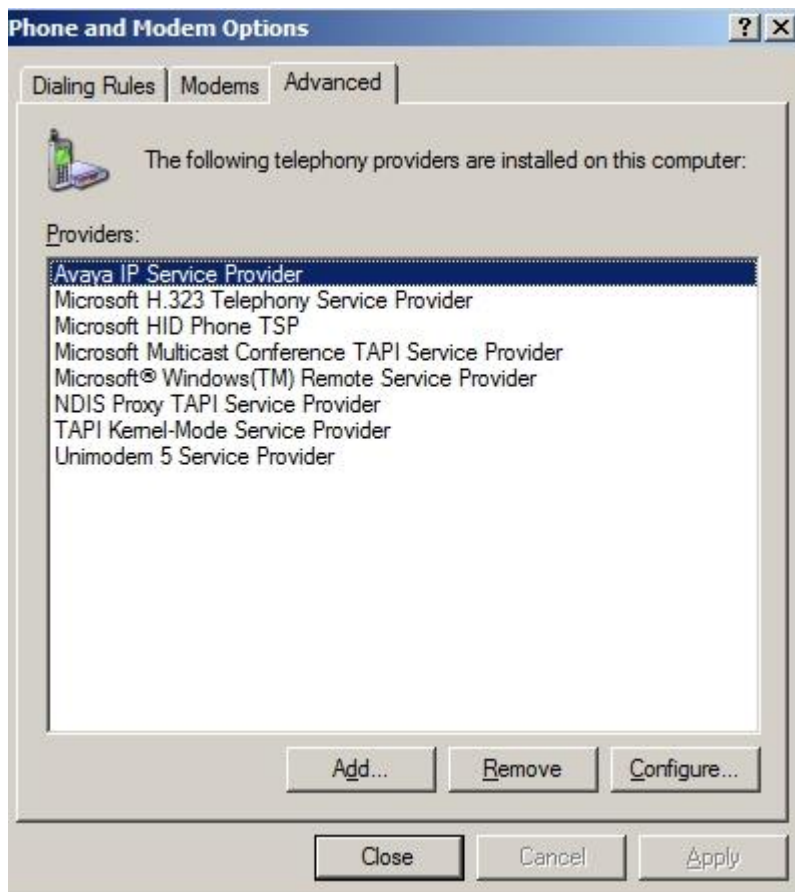 Phone and Modem Options
Dialing Rules Modems Advanced
The following telephony providers are installed on this computer:
Providers:
Avaya IP Service Provider
Microsoft H.323 Telephony Service Provider
Microsoft HID Phone TSP
Microsoft Multicast Conference TAPI Service Provider
Microsoft® Windows(TM) Remote Service Provider
NDIS Proxy TAPI Service Provider
TAPI Kernel-Mode Service Provider
Unimodem 5 Service Provider
Add... Remove Configure...
Close Cancel Apply